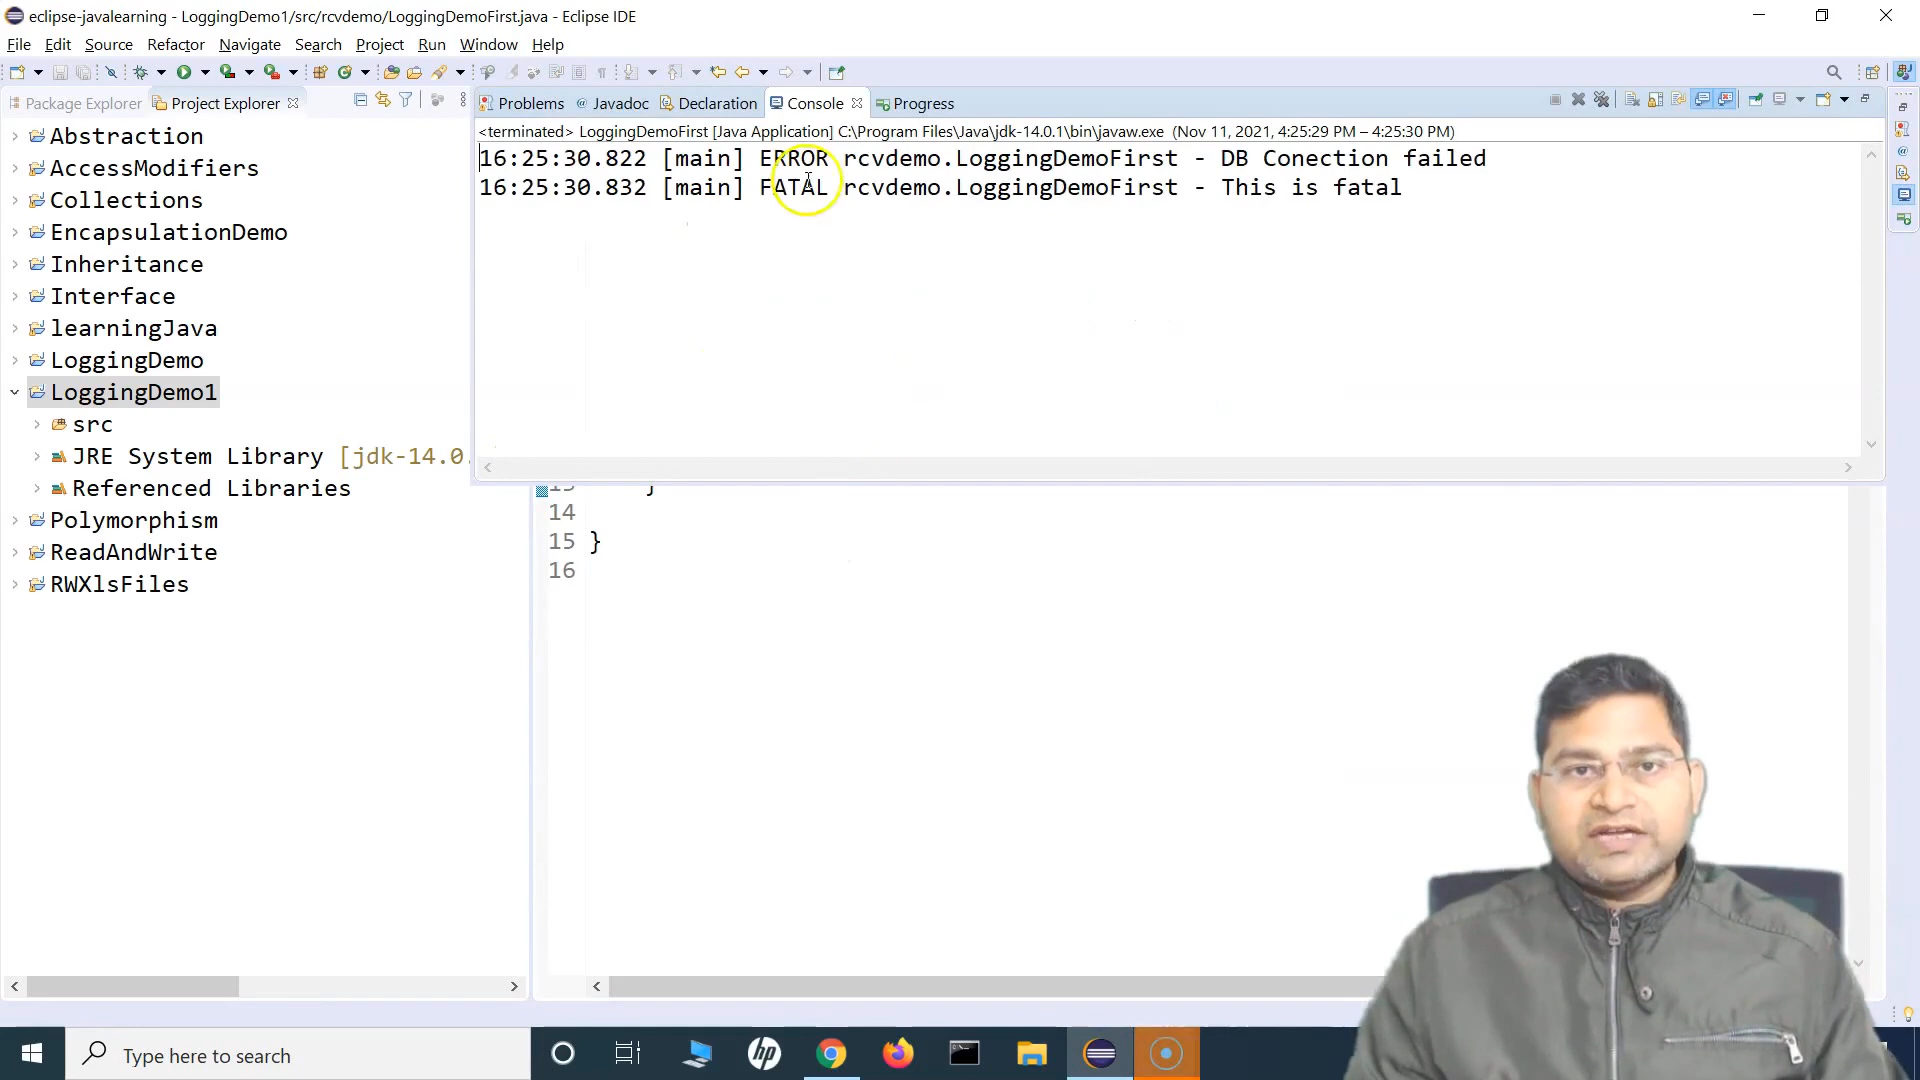 eclipse-javalearning - LoggingDemo1/src/rcvdemo/LoggingDemoFirst.java - Eclipse IDE
File Edit Source Refactor Navigate Search Project Run Window Help
Package Explorer Project Explorer
Problems Javadoc Declaration Console Progress
<terminated> LoggingDemoFirst [Java Application] C:\Program Files\Java\jdk-14.0.1\bin\javaw.exe (Nov 11, 2021, 4:25:29 PM – 4:25:30 PM)
16:25:30.822 [main] ERROR rcvdemo.LoggingDemoFirst - DB Conection failed
16:25:30.832 [main] FATAL rcvdemo.LoggingDemoFirst - This is fatal
Abstraction
AccessModifiers
Collections
EncapsulationDemo
Inheritance
Interface
learningJava
LoggingDemo
LoggingDemo1
src
JRE System Library [jdk-14.0.
Referenced Libraries
Polymorphism
ReadAndWrite
RWXlsFiles
14
15 }
16
Type here to search
hp